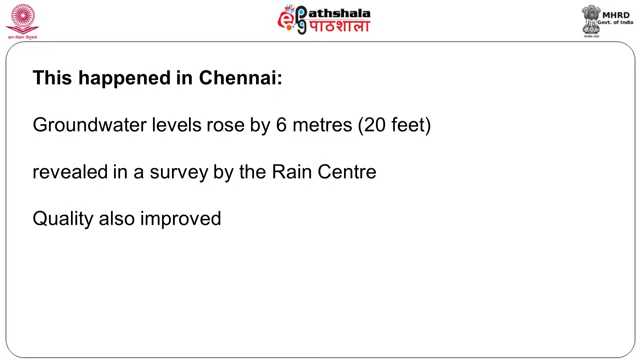 Pathshala
पाठशाला
MHRD
Govt. of India
This happened in Chennai:
Groundwater levels rose by 6 metres (20 feet)
revealed in a survey by the Rain Centre
Quality also improved